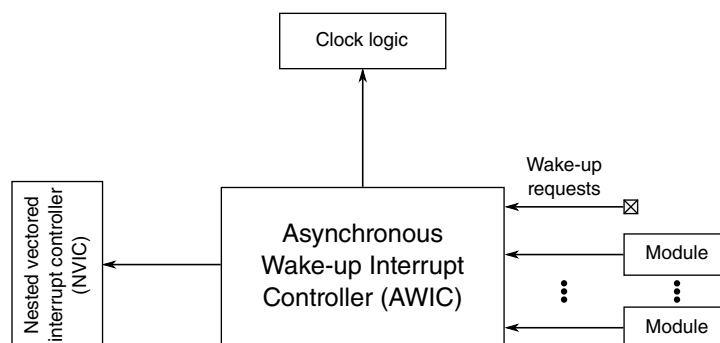 Clock logic
Wake-up
requests
Nested vectored
interrupt controller
(NVIC)
Asynchronous
Wake-up Interrupt
Controller (AWIC)
Module
Module